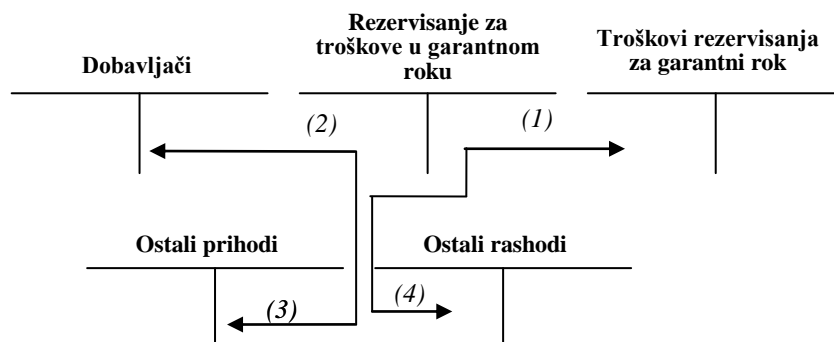 Dobavljači
Rezervisanje za
troškove u garantnom
roku
Troškovi rezervisanja
za garantni rok
(2)
(1)
Ostali prihodi
Ostali rashodi
(3)
(4)